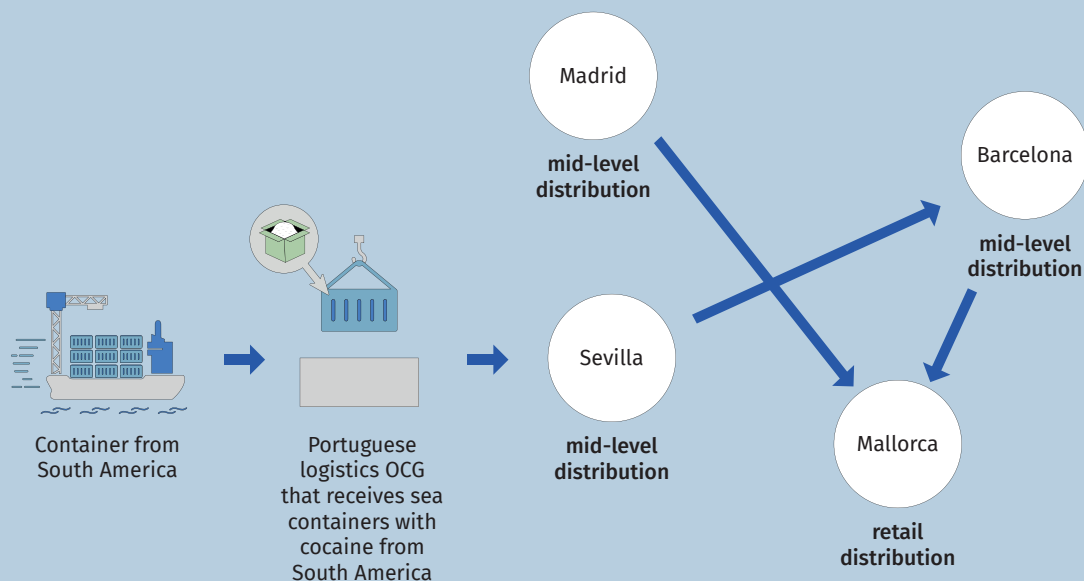 Container from
South America
Portuguese
logistics OCG
that receives sea
containers with
cocaine from
South America
Madrid
mid-level
distribution
Sevilla
mid-level
distribution
Barcelona
mid-level
distribution
Mallorca
retail
distribution